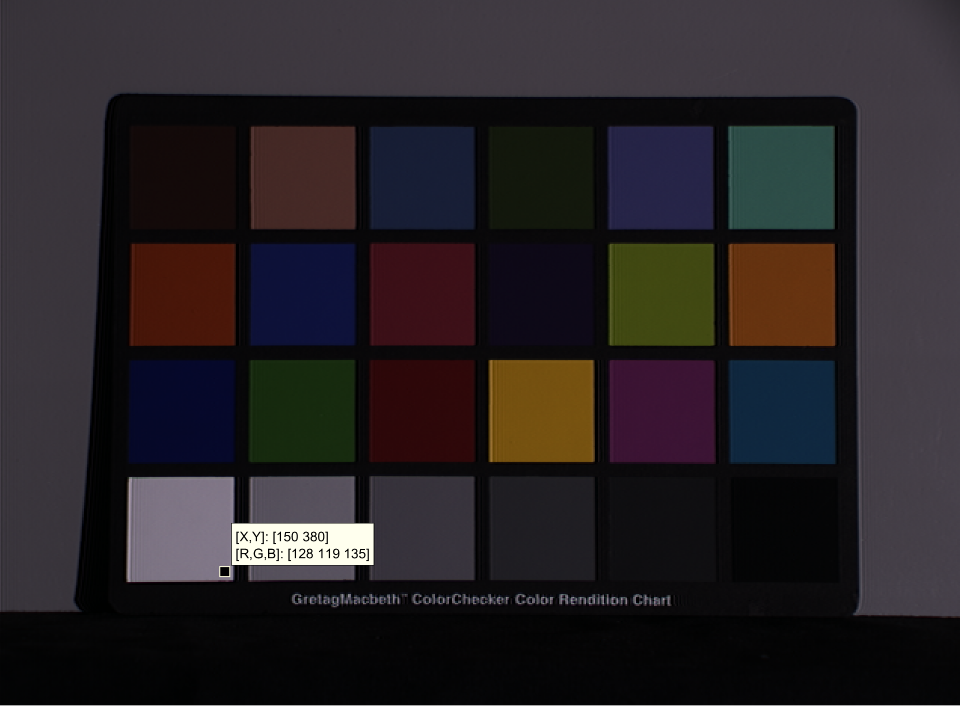 [X,Y]: [150 380]
[R,G,B]: [128 119 135]
GretagMacbeth™ ColorChecker Color Rendition Chart